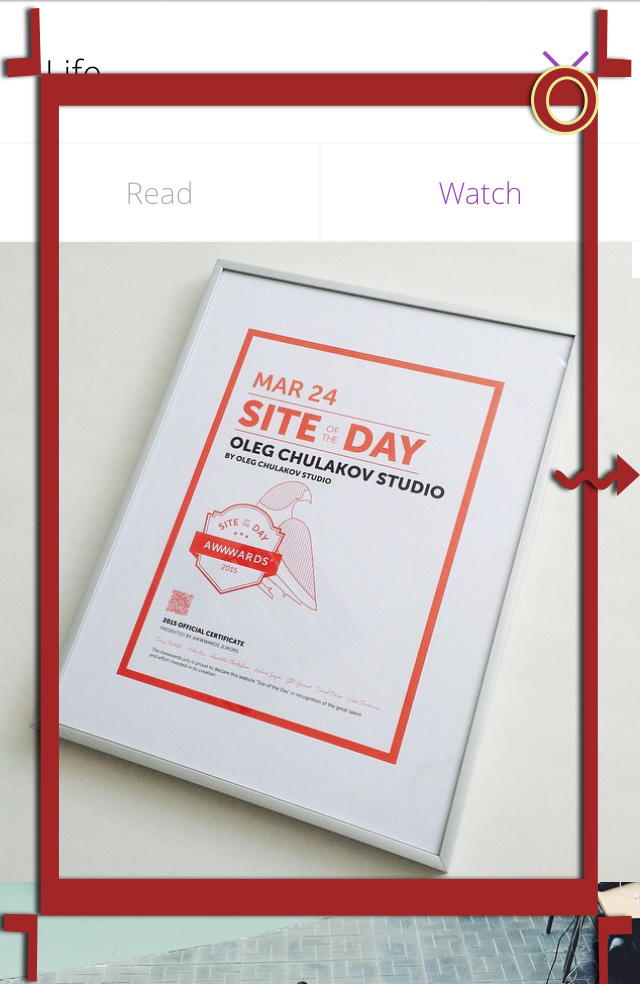 Life
Read
Watch
MAR 24
SITE OF THE DAY
OLEG CHULAKOV STUDIO
BY OLEG CHULAKOV STUDIO
SITE OF THE DAY
AWWWARDS
2015
2015 OFFICIAL CERTIFICATE
PRESENTED BY AWWWARDS JURORS
The Awwwards jury is proud to declare this website "Site of the Day" in recognition of the great talent
and effort invested in its creation.